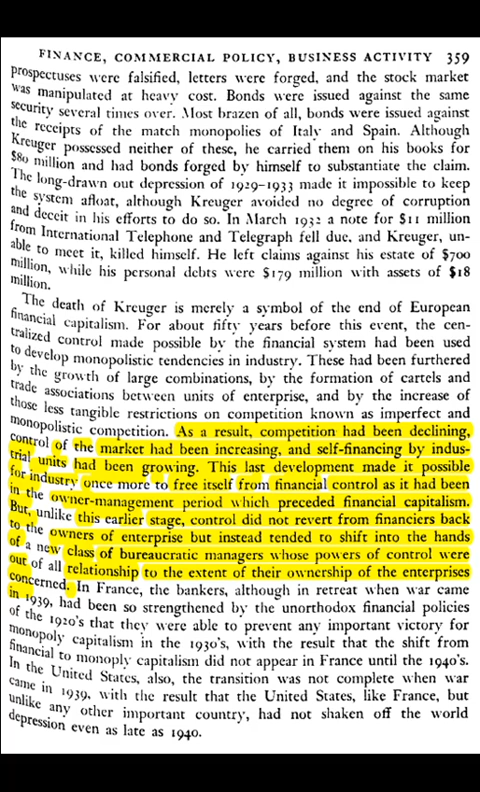 FINANCE, COMMERCIAL POLICY, BUSINESS ACTIVITY 359
prospectuses were falsified, letters were forged, and the stock market
was manipulated at heavy cost. Bonds were issued against the same
security several times over. Most brazen of all, bonds were issued against
the receipts of the match monopolies of Italy and Spain. Although
Kreuger possessed neither of these, he carried them on his books for
$80 million and had bonds forged by himself to substantiate the claim.
The long-drawn out depression of 1929–1933 made it impossible to keep
the system afloat, although Kreuger avoided no degree of corruption
and deceit in his efforts to do so. In March 1932 a note for $11 million
from International Telephone and Telegraph fell due, and Kreuger, un-
able to meet it, killed himself. He left claims against his estate of $700
million, while his personal debts were $179 million with assets of $18
million.
The death of Kreuger is merely a symbol of the end of European
financial capitalism. For about fifty years before this event, the cen-
tralized control made possible by the financial system had been used
to develop monopolistic tendencies in industry. These had been furthered
by the growth of large combinations, by the formation of cartels and
trade associations between units of enterprise, and by the increase of
those less tangible restrictions on competition known as imperfect and
monopolistic competition. As a result, competition had been declining,
control of the market had been increasing, and self-financing by indus-
trial units had been growing. This last development made it possible
for industry once more to free itself from financial control as it had been
in the owner-management period which preceded financial capitalism.
But, unlike this earlier stage, control did not revert from financiers back
to the owners of enterprise but instead tended to shift into the hands
of a new class of bureaucratic managers whose powers of control were
out of all relationship to the extent of their ownership of the enterprises
concerned. In France, the bankers, although in retreat when war came
in 1939, had been so strengthened by the unorthodox financial policies
of the 1920's that they were able to prevent any important victory for
monopoly capitalism in the 1930's, with the result that the shift from
financial to monoply capitalism did not appear in France until the 1940's.
In the United States, also, the transition was not complete when war
came in 1939, with the result that the United States, like France, but
unlike any other important country, had not shaken off the world
depression even as late as 1940.